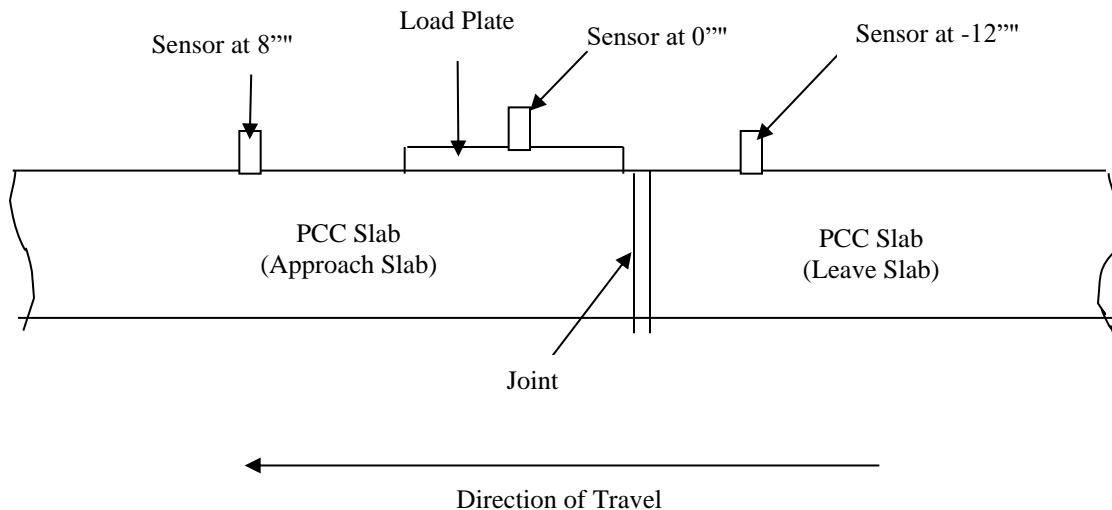 Load Plate
Sensor at 8”"
Sensor at 0”"
Sensor at -12”"
PCC Slab
(Approach Slab)
PCC Slab
(Leave Slab)
Joint
Direction of Travel